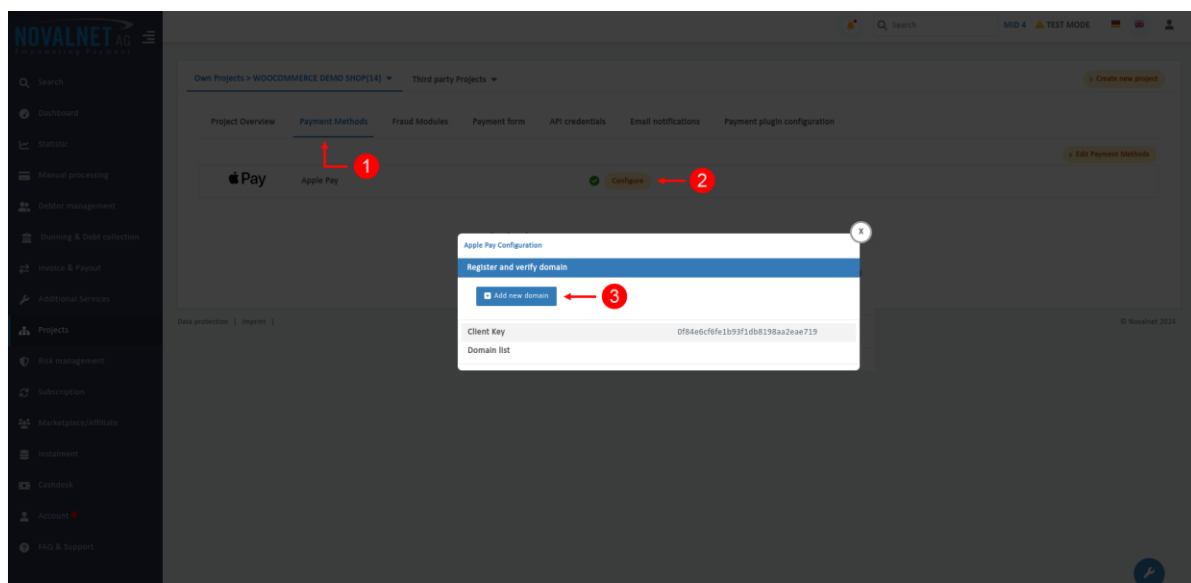 NOVALNET AG
Empowering Payment
Search
MID 4
TEST MODE
Search
Dashboard
Statistic
Manual processing
Debtor management
Dunning & Debt collection
Invoice & Payout
Additional Services
Projects
Risk management
Subscription
Marketplace/Affiliate
Instalment
Cashdesk
Account
FAQ & Support
Own Projects > WOOCOMMERCE DEMO SHOP(14)
Third party Projects
Create new project
Project Overview
Payment Methods
Fraud Modules
Payment form
API credentials
Email notifications
Payment plugin configuration
1
Edit Payment Methods
Pay
Apple Pay
Configure
2
X
Apple Pay Configuration
Register and verify domain
Add new domain
3
Client Key
0f84e6cf6fe1b93f1db8198aa2eae719
Domain list
Data protection | Imprint |
© Novalnet 2024